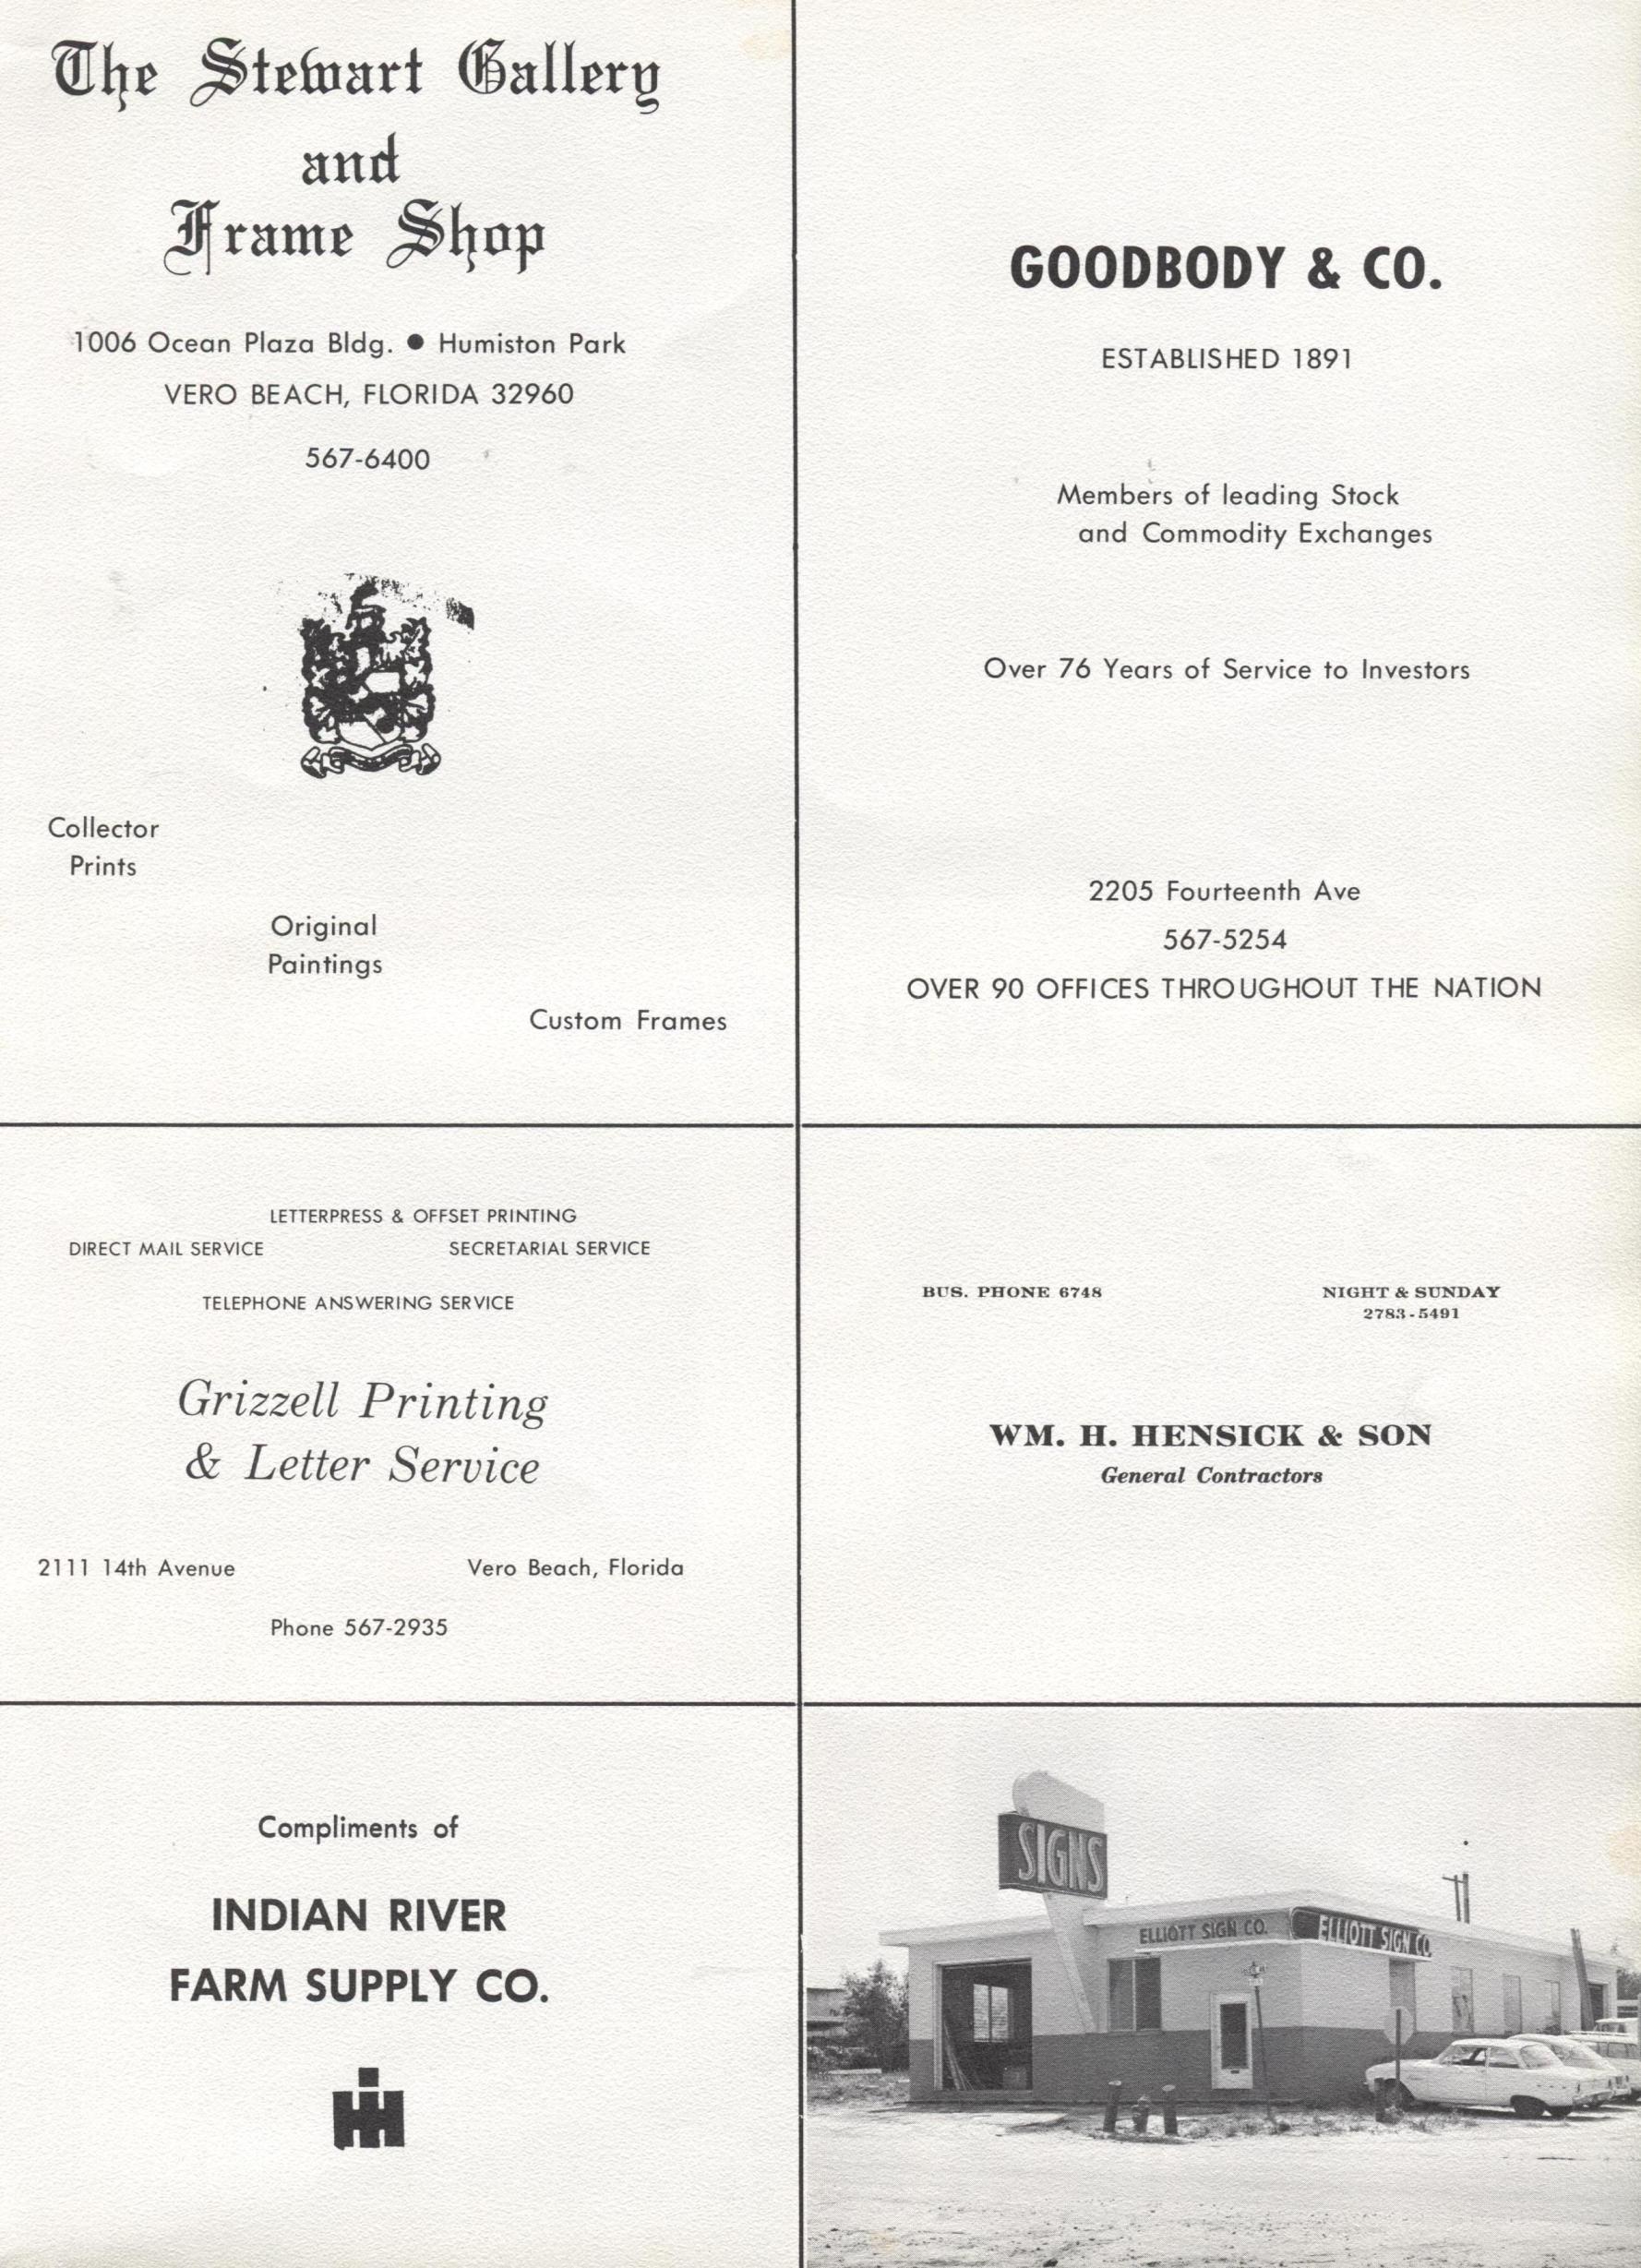 The Stewart Gallery
and
Frame Shop
1006 Ocean Plaza Bldg. ● Humiston Park
VERO BEACH, FLORIDA 32960
567-6400
Collector
Prints
Original
Paintings
Custom Frames
GOODBODY & CO.
ESTABLISHED 1891
Members of leading Stock
and Commodity Exchanges
Over 76 Years of Service to Investors
2205 Fourteenth Ave
567-5254
OVER 90 OFFICES THROUGHOUT THE NATION
LETTERPRESS & OFFSET PRINTING
DIRECT MAIL SERVICE SECRETARIAL SERVICE
TELEPHONE ANSWERING SERVICE
Grizzell Printing
& Letter Service
2111 14th Avenue Vero Beach, Florida
Phone 567-2935
BUS. PHONE 6748 NIGHT & SUNDAY
2783-5491
WM. H. HENSICK & SON
General Contractors
Compliments of
INDIAN RIVER
FARM SUPPLY CO.
SIGNS
ELLIOTT SIGN CO. ELLIOTT SIGN CO.